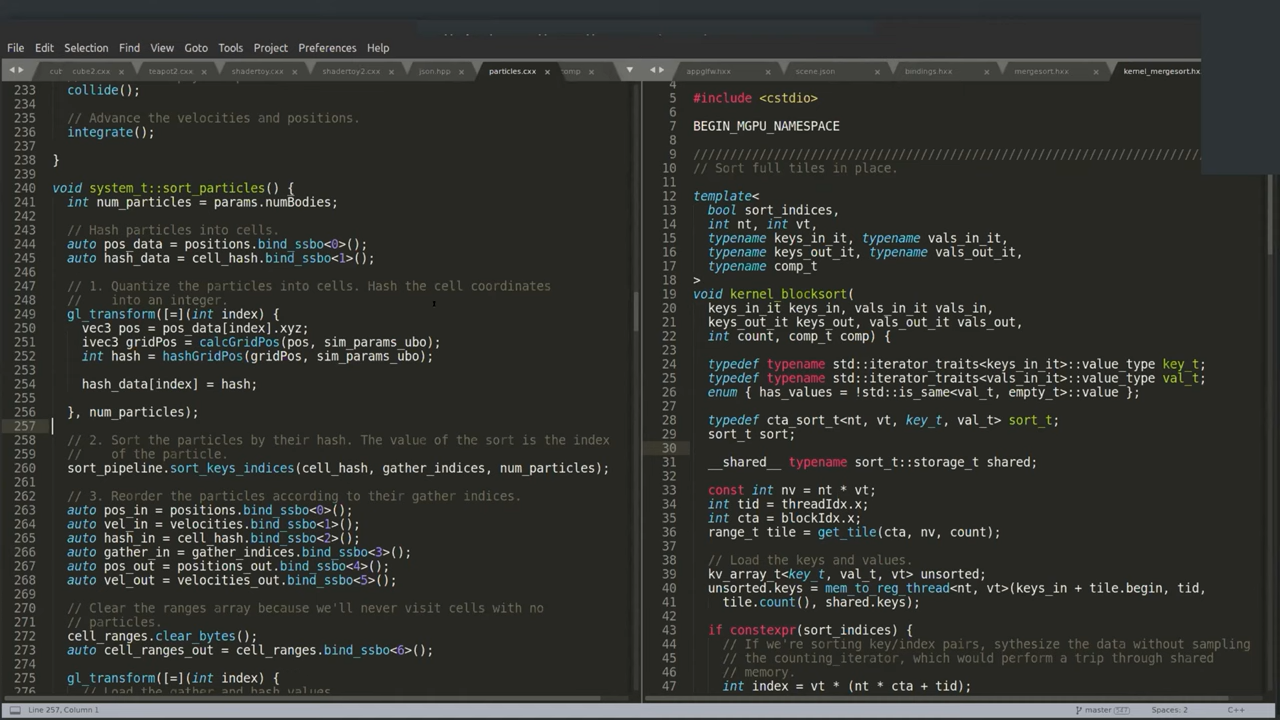 File Edit Selection Find View Goto Tools Project Preferences Help
cube2.cxx × teapot2.cxx × shadertoy.cxx × shadertoy2.cxx × json.hpp × particles.cxx × comp ×
233 collide();
234
235 // Advance the velocities and positions.
236 integrate();
237
238 }
239
240 void system_t::sort_particles() {
241 int num_particles = params.numBodies;
242
243 // Hash particles into cells.
244 auto pos_data = positions.bind_ssbo<0>();
245 auto hash_data = cell_hash.bind_ssbo<1>();
246
247 // 1. Quantize the particles into cells. Hash the cell coordinates
248 // into an integer.
249 gl_transform([=](int index) {
250 vec3 pos = pos_data[index].xyz;
251 ivec3 gridPos = calcGridPos(pos, sim_params_ubo);
252 int hash = hashGridPos(gridPos, sim_params_ubo);
253
254 hash_data[index] = hash;
255
256 }, num_particles);
257
258 // 2. Sort the particles by their hash. The value of the sort is the index
259 // of the particle.
260 sort_pipeline.sort_keys_indices(cell_hash, gather_indices, num_particles);
261
262 // 3. Reorder the particles according to their gather indices.
263 auto pos_in = positions.bind_ssbo<0>();
264 auto vel_in = velocities.bind_ssbo<1>();
265 auto hash_in = cell_hash.bind_ssbo<2>();
266 auto gather_in = gather_indices.bind_ssbo<3>();
267 auto pos_out = positions_out.bind_ssbo<4>();
268 auto vel_out = velocities_out.bind_ssbo<5>();
269
270 // Clear the ranges array because we'll never visit cells with no
271 // particles.
272 cell_ranges.clear_bytes();
273 auto cell_ranges_out = cell_ranges.bind_ssbo<6>();
274
275 gl_transform([=](int index) {
276 // Load the gather and hash values
appglfw.hxx × scene.json × bindings.hxx × mergesort.hxx × kernel_mergesort.hx
4
5 #include <cstdio>
6
7 BEGIN_MGPU_NAMESPACE
8
9 ////////////////////////////////////////////////////////////////////////////////
10 // Sort full tiles in place.
11
12 template<
13 bool sort_indices,
14 int nt, int vt,
15 typename keys_in_it, typename vals_in_it,
16 typename keys_out_it, typename vals_out_it,
17 typename comp_t
18 >
19 void kernel_blocksort(
20 keys_in_it keys_in, vals_in_it vals_in,
21 keys_out_it keys_out, vals_out_it vals_out,
22 int count, comp_t comp) {
23
24 typedef typename std::iterator_traits<keys_in_it>::value_type key_t;
25 typedef typename std::iterator_traits<vals_in_it>::value_type val_t;
26 enum { has_values = !std::is_same<val_t, empty_t>::value };
27
28 typedef cta_sort_t<nt, vt, key_t, val_t> sort_t;
29 sort_t sort;
30
31 __shared__ typename sort_t::storage_t shared;
32
33 const int nv = nt * vt;
34 int tid = threadIdx.x;
35 int cta = blockIdx.x;
36 range_t tile = get_tile(cta, nv, count);
37
38 // Load the keys and values.
39 kv_array_t<key_t, val_t, vt> unsorted;
40 unsorted.keys = mem_to_reg_thread<nt, vt>(keys_in + tile.begin, tid,
41 tile.count(), shared.keys);
42
43 if constexpr(sort_indices) {
44 // If we're sorting key/index pairs, sythesize the data without sampling
45 // the counting_iterator, which would perform a trip through shared
46 // memory.
47 int index = vt * (nt * cta + tid);
Line 257, Column 1 master Spaces: 2 C++